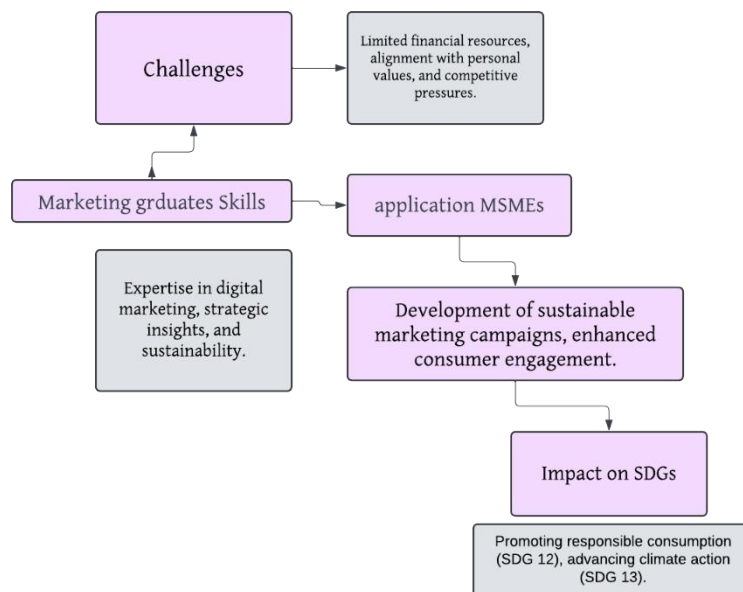 Challenges
Limited financial resources,
alignment with personal
values, and competitive
pressures.
Marketing grduates Skills
application MSMEs
Expertise in digital
marketing, strategic
insights, and
sustainability.
Development of sustainable
marketing campaigns, enhanced
consumer engagement.
Impact on SDGs
Promoting responsible consumption
(SDG 12), advancing climate action
(SDG 13).